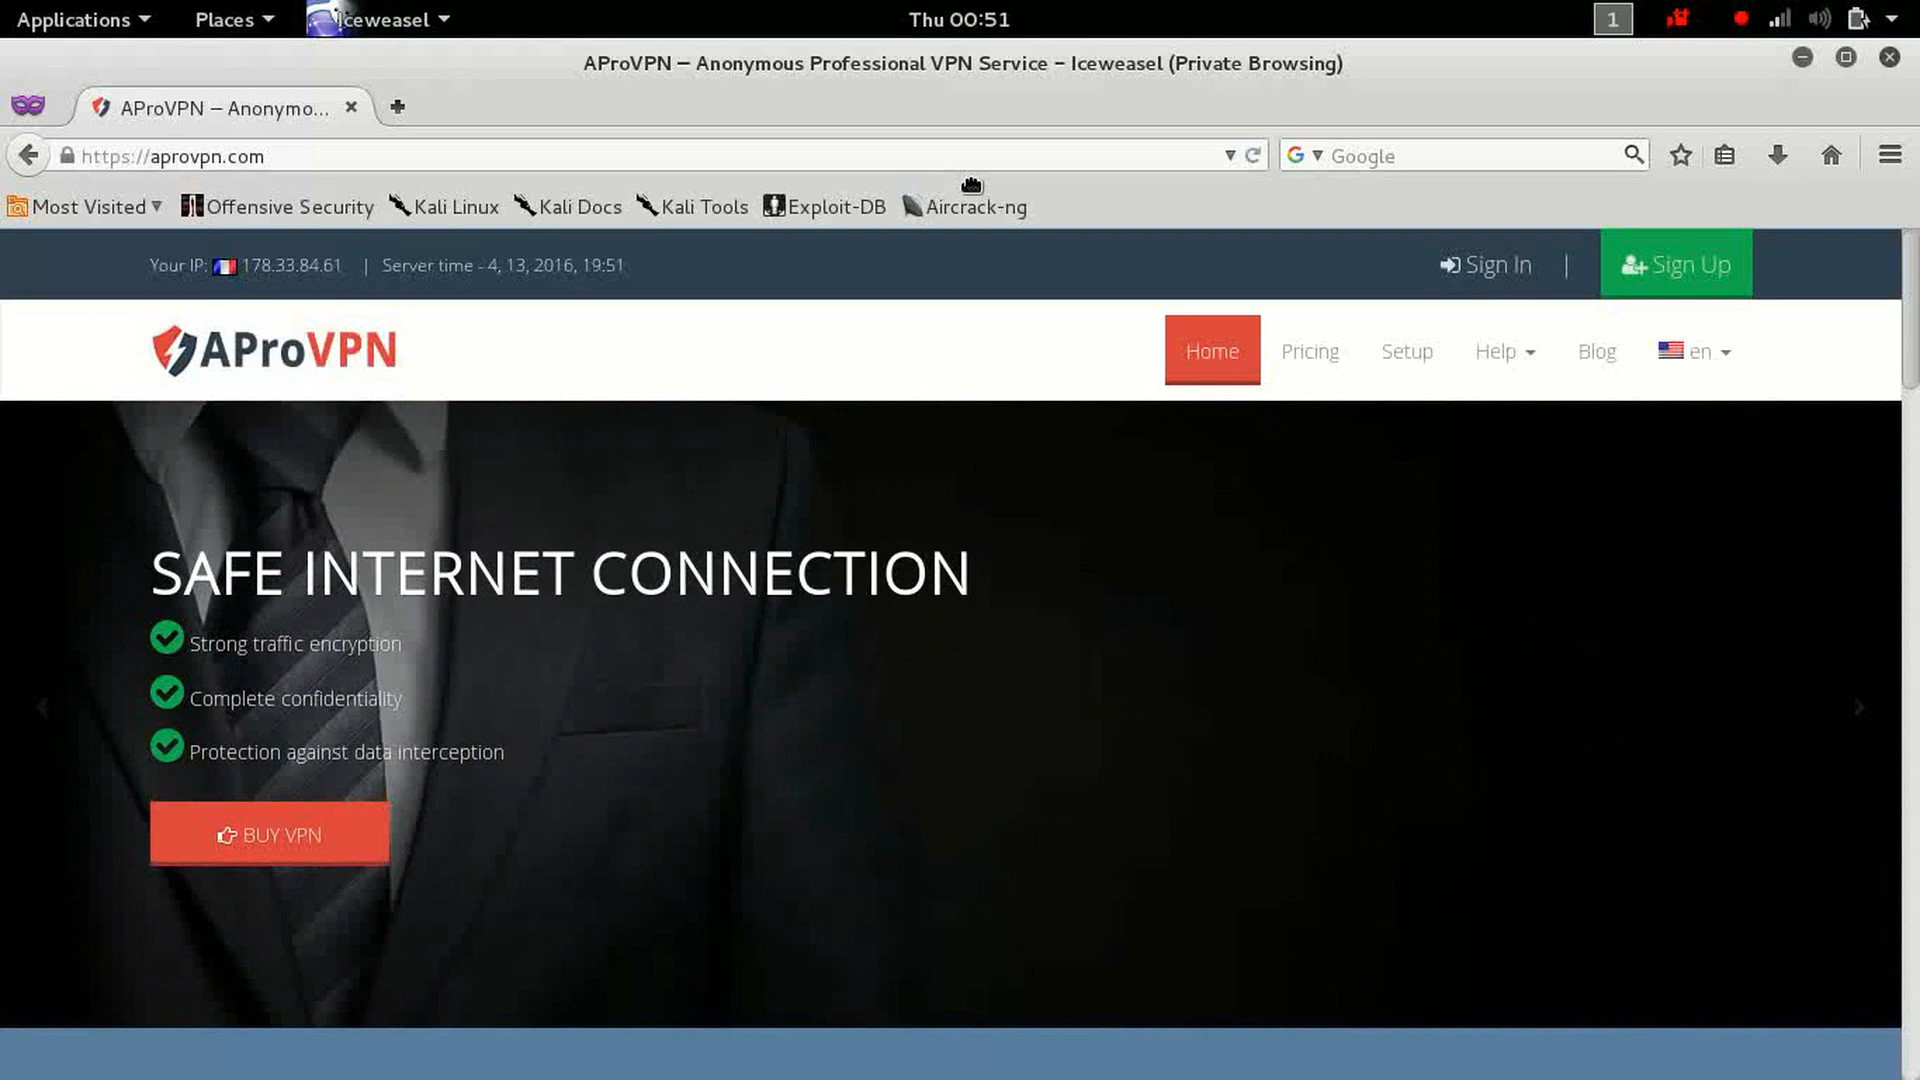 Applications Places Iceweasel Thu 00:51 1
AProVPN – Anonymous Professional VPN Service – Iceweasel (Private Browsing)
AProVPN – Anonymo...
https://aprovpn.com Google
Most Visited Offensive Security Kali Linux Kali Docs Kali Tools Exploit-DB Aircrack-ng
Your IP: 178.33.84.61 | Server time - 4, 13, 2016, 19:51 Sign In | Sign Up
AProVPN Home Pricing Setup Help Blog en
SAFE INTERNET CONNECTION
Strong traffic encryption
Complete confidentiality
Protection against data interception
BUY VPN